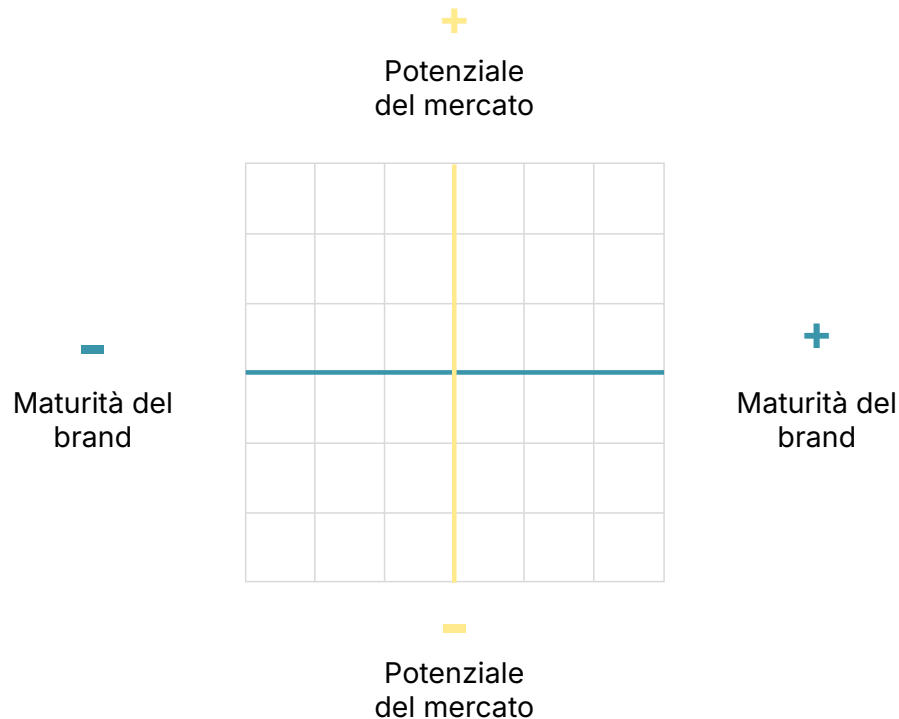 +
Potenziale
del mercato
-
Maturità del
brand
+
Maturità del
brand
-
Potenziale
del mercato